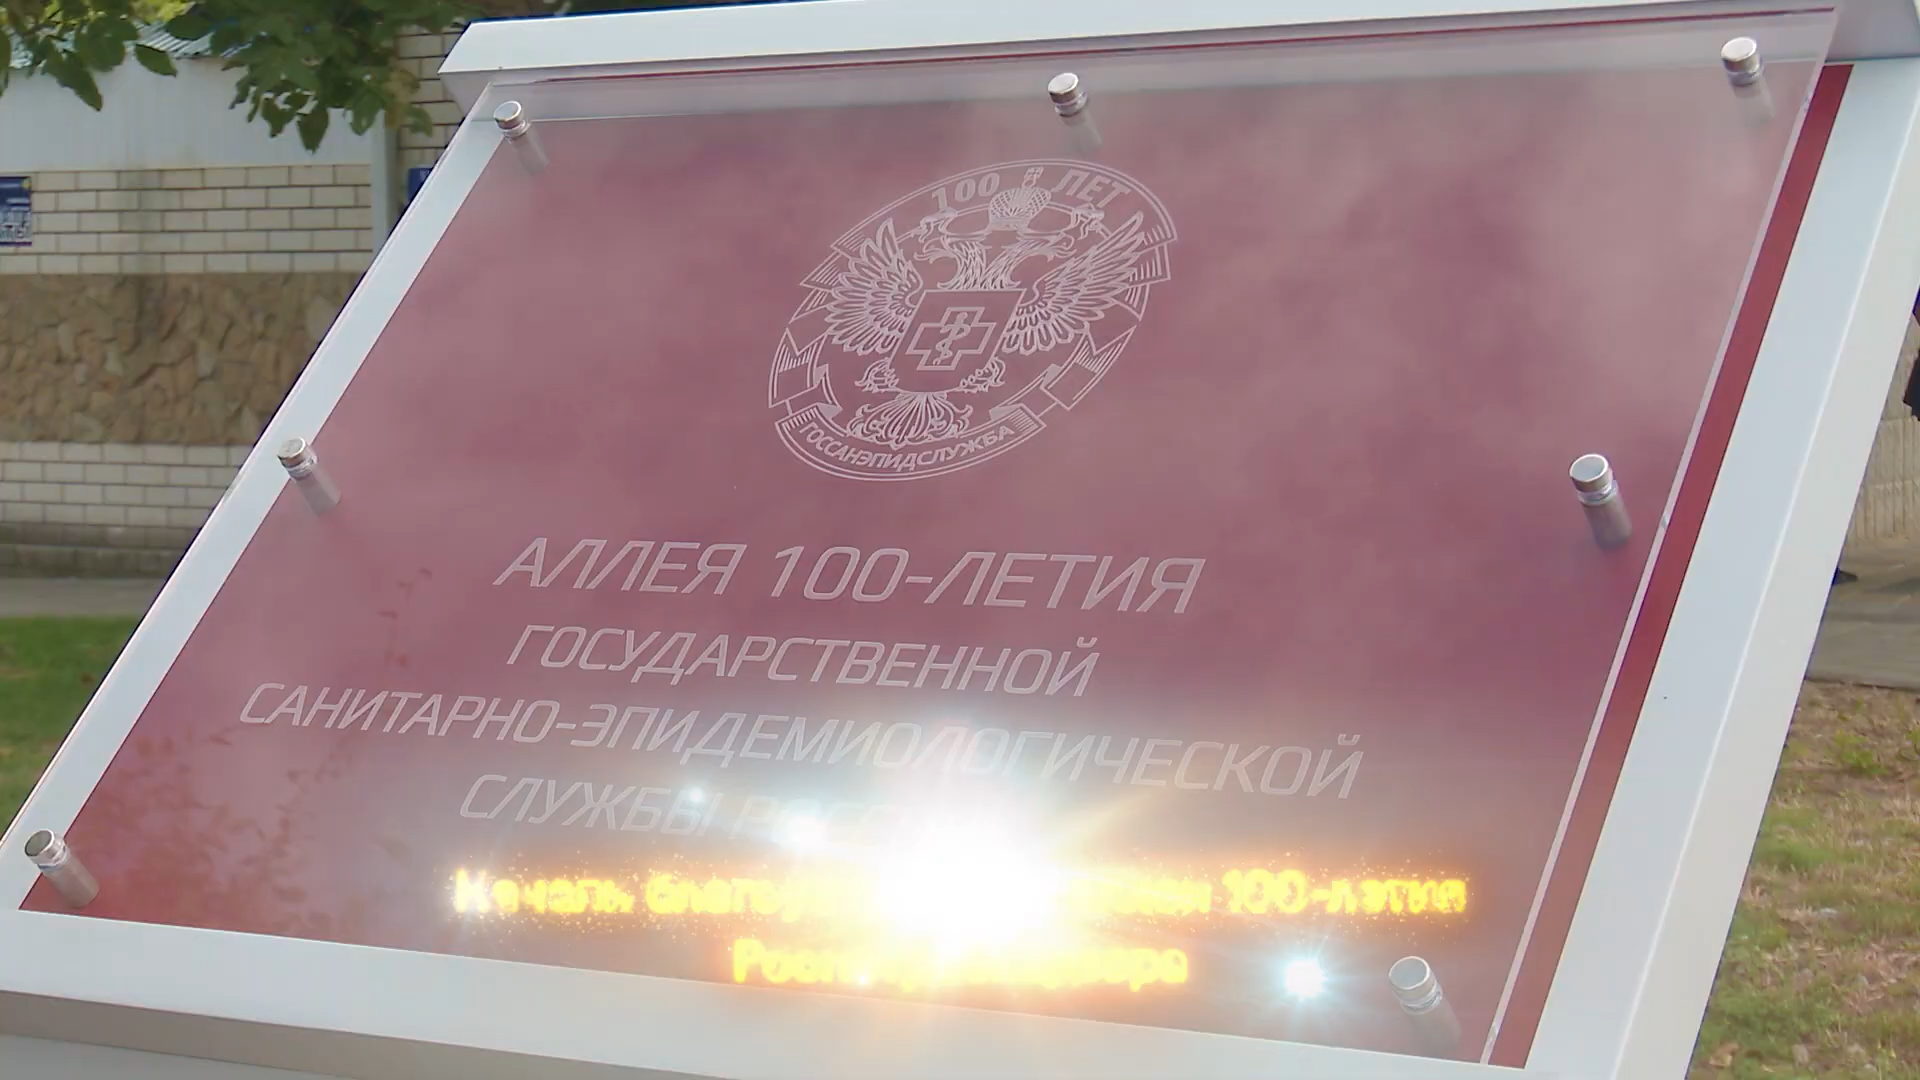 100 ЛЕТ
ГОССАНЭПИДСЛУЖБА
АЛЛЕЯ 100-ЛЕТИЯ
ГОСУДАРСТВЕННОЙ
САНИТАРНО-ЭПИДЕМИОЛОГИЧЕСКОЙ
СЛУЖБЫ
100-летия